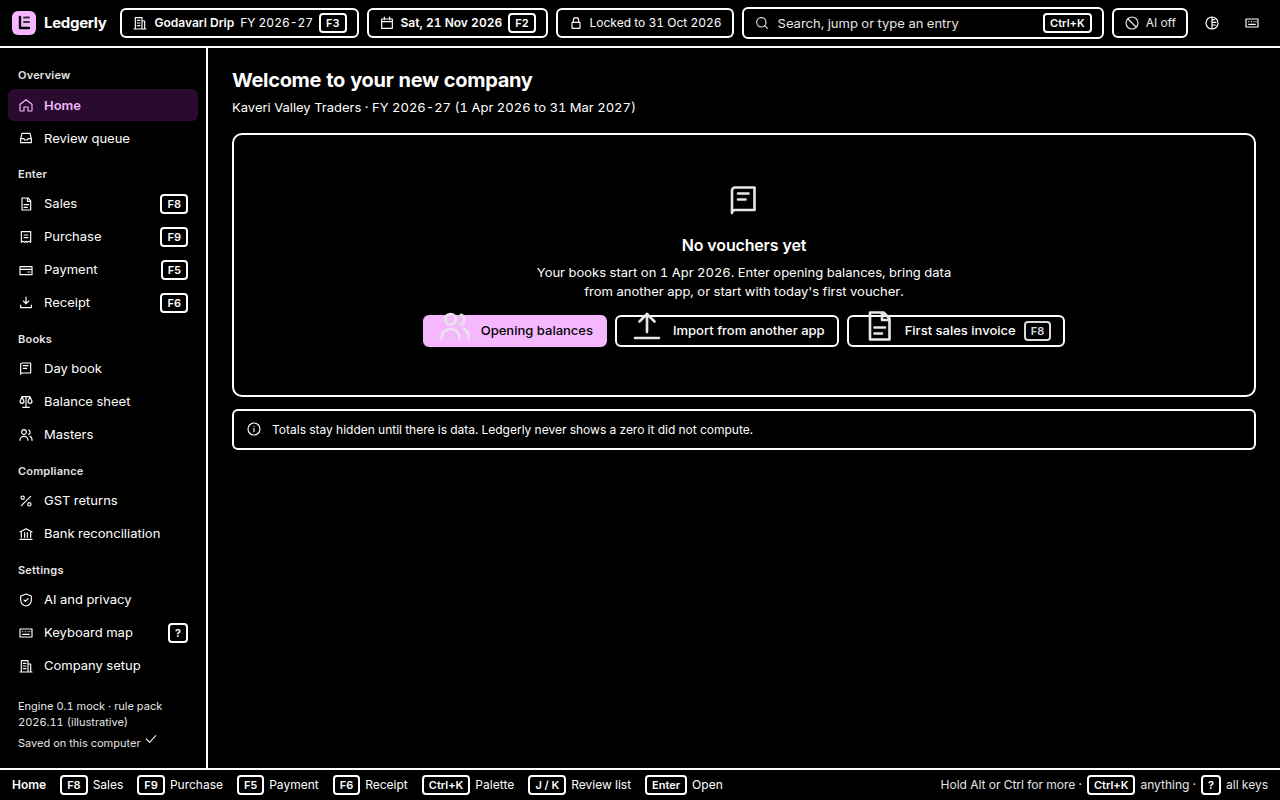 Ledgerly
Godavari Drip FY 2026-27 F3
Sat, 21 Nov 2026 F2
Locked to 31 Oct 2026
Search, jump or type an entry Ctrl+K
AI off
Overview
Home
Review queue
Enter
Sales F8
Purchase F9
Payment F5
Receipt F6
Books
Day book
Balance sheet
Masters
Compliance
GST returns
Bank reconciliation
Settings
AI and privacy
Keyboard map ?
Company setup
Engine 0.1 mock · rule pack
2026.11 (illustrative)
Saved on this computer
Welcome to your new company
Kaveri Valley Traders · FY 2026-27 (1 Apr 2026 to 31 Mar 2027)
No vouchers yet
Your books start on 1 Apr 2026. Enter opening balances, bring data
from another app, or start with today's first voucher.
Opening balances
Import from another app
First sales invoice F8
Totals stay hidden until there is data. Ledgerly never shows a zero it did not compute.
Home F8 Sales F9 Purchase F5 Payment F6 Receipt Ctrl+K Palette J / K Review list Enter Open
Hold Alt or Ctrl for more · Ctrl+K anything · ? all keys